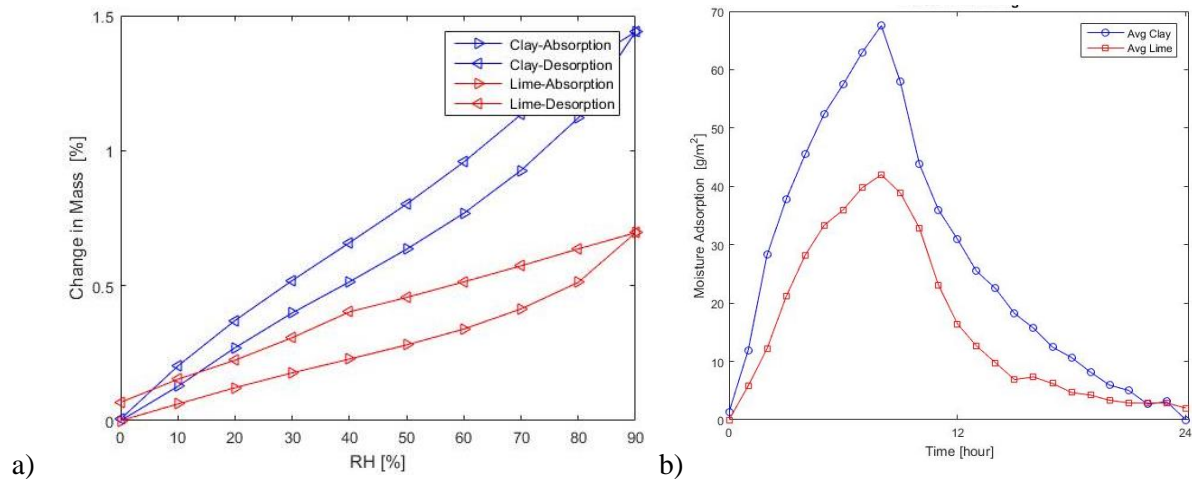 1.5
1
0.5
0
Change in Mass [%]
Clay-Absorption
Clay-Desorption
Lime-Absorption
Lime-Desorption
0 10 20 30 40 50 60 70 80 90
RH [%]
a)
70
60
50
40
30
20
10
0
Moisture Adsorption [g/m²]
Avg Clay
Avg Lime
0 12 24
Time [hour]
b)